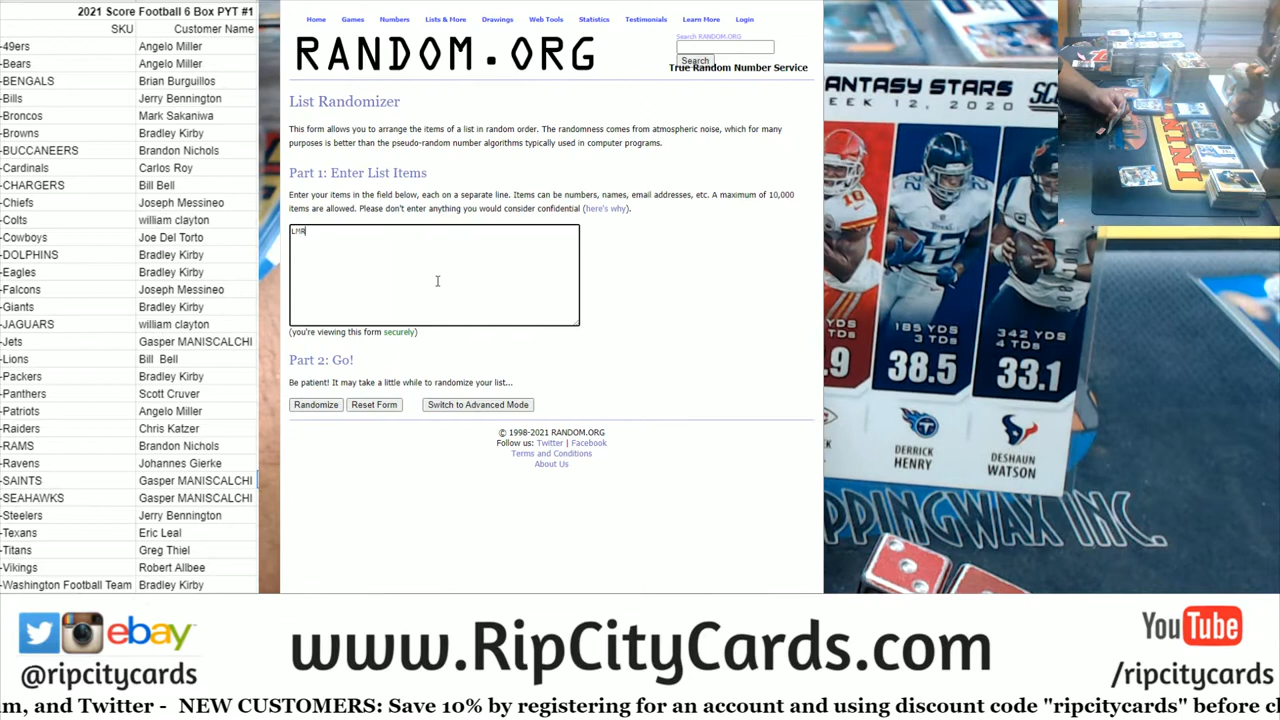 2021 Score Football 6 Box PYT #1
SKU Customer Name
-49ers Angelo Miller
-Bears Angelo Miller
-BENGALS Brian Burguillos
-Bills Jerry Bennington
-Broncos Mark Sakaniwa
-Browns Bradley Kirby
-BUCCANEERS Brandon Nichols
-Cardinals Carlos Roy
-CHARGERS Bill Bell
-Chiefs Joseph Messineo
-Colts william clayton
-Cowboys Joe Del Torto
-DOLPHINS Bradley Kirby
-Eagles Bradley Kirby
-Falcons Joseph Messineo
-Giants Bradley Kirby
-JAGUARS william clayton
-Jets Gasper MANISCALCHI
-Lions Bill Bell
-Packers Bradley Kirby
-Panthers Scott Cruver
-Patriots Angelo Miller
-Raiders Chris Katzer
-RAMS Brandon Nichols
-Ravens Johannes Gierke
-SAINTS Gasper MANISCALCHI
-SEAHAWKS Gasper MANISCALCHI
-Steelers Jerry Bennington
-Texans Eric Leal
-Titans Greg Thiel
-Vikings Robert Allbee
-Washington Football Team Bradley Kirby
Home Games Numbers Lists & More Drawings Web Tools Statistics Testimonials Learn More Login
RANDOM.ORG
Search RANDOM.ORG
Search
True Random Number Service
List Randomizer
This form allows you to arrange the items of a list in random order. The randomness comes from atmospheric noise, which for many
purposes is better than the pseudo-random number algorithms typically used in computer programs.
Part 1: Enter List Items
Enter your items in the field below, each on a separate line. Items can be numbers, names, email addresses, etc. A maximum of 10,000
items are allowed. Please don't enter anything you would consider confidential (here's why).
LMR
(you're viewing this form securely)
Part 2: Go!
Be patient! It may take a little while to randomize your list...
Randomize Reset Form Switch to Advanced Mode
© 1998-2021 RANDOM.ORG
Follow us: Twitter | Facebook
Terms and Conditions
About Us
ANTASY STARS
EEK 12, 2020
SC
YDS
TDs
.9
185 YDS
3 TDs
38.5
342 YDS
4 TDs
33.1
DERRICK
HENRY
DESHAUN
WATSON
PPINGWAX INC.
ebay
@ripcitycards
www.RipCityCards.com
YouTube
/ripcitycards
m, and Twitter - NEW CUSTOMERS: Save 10% by registering for an account and using discount code "ripcitycards" before c